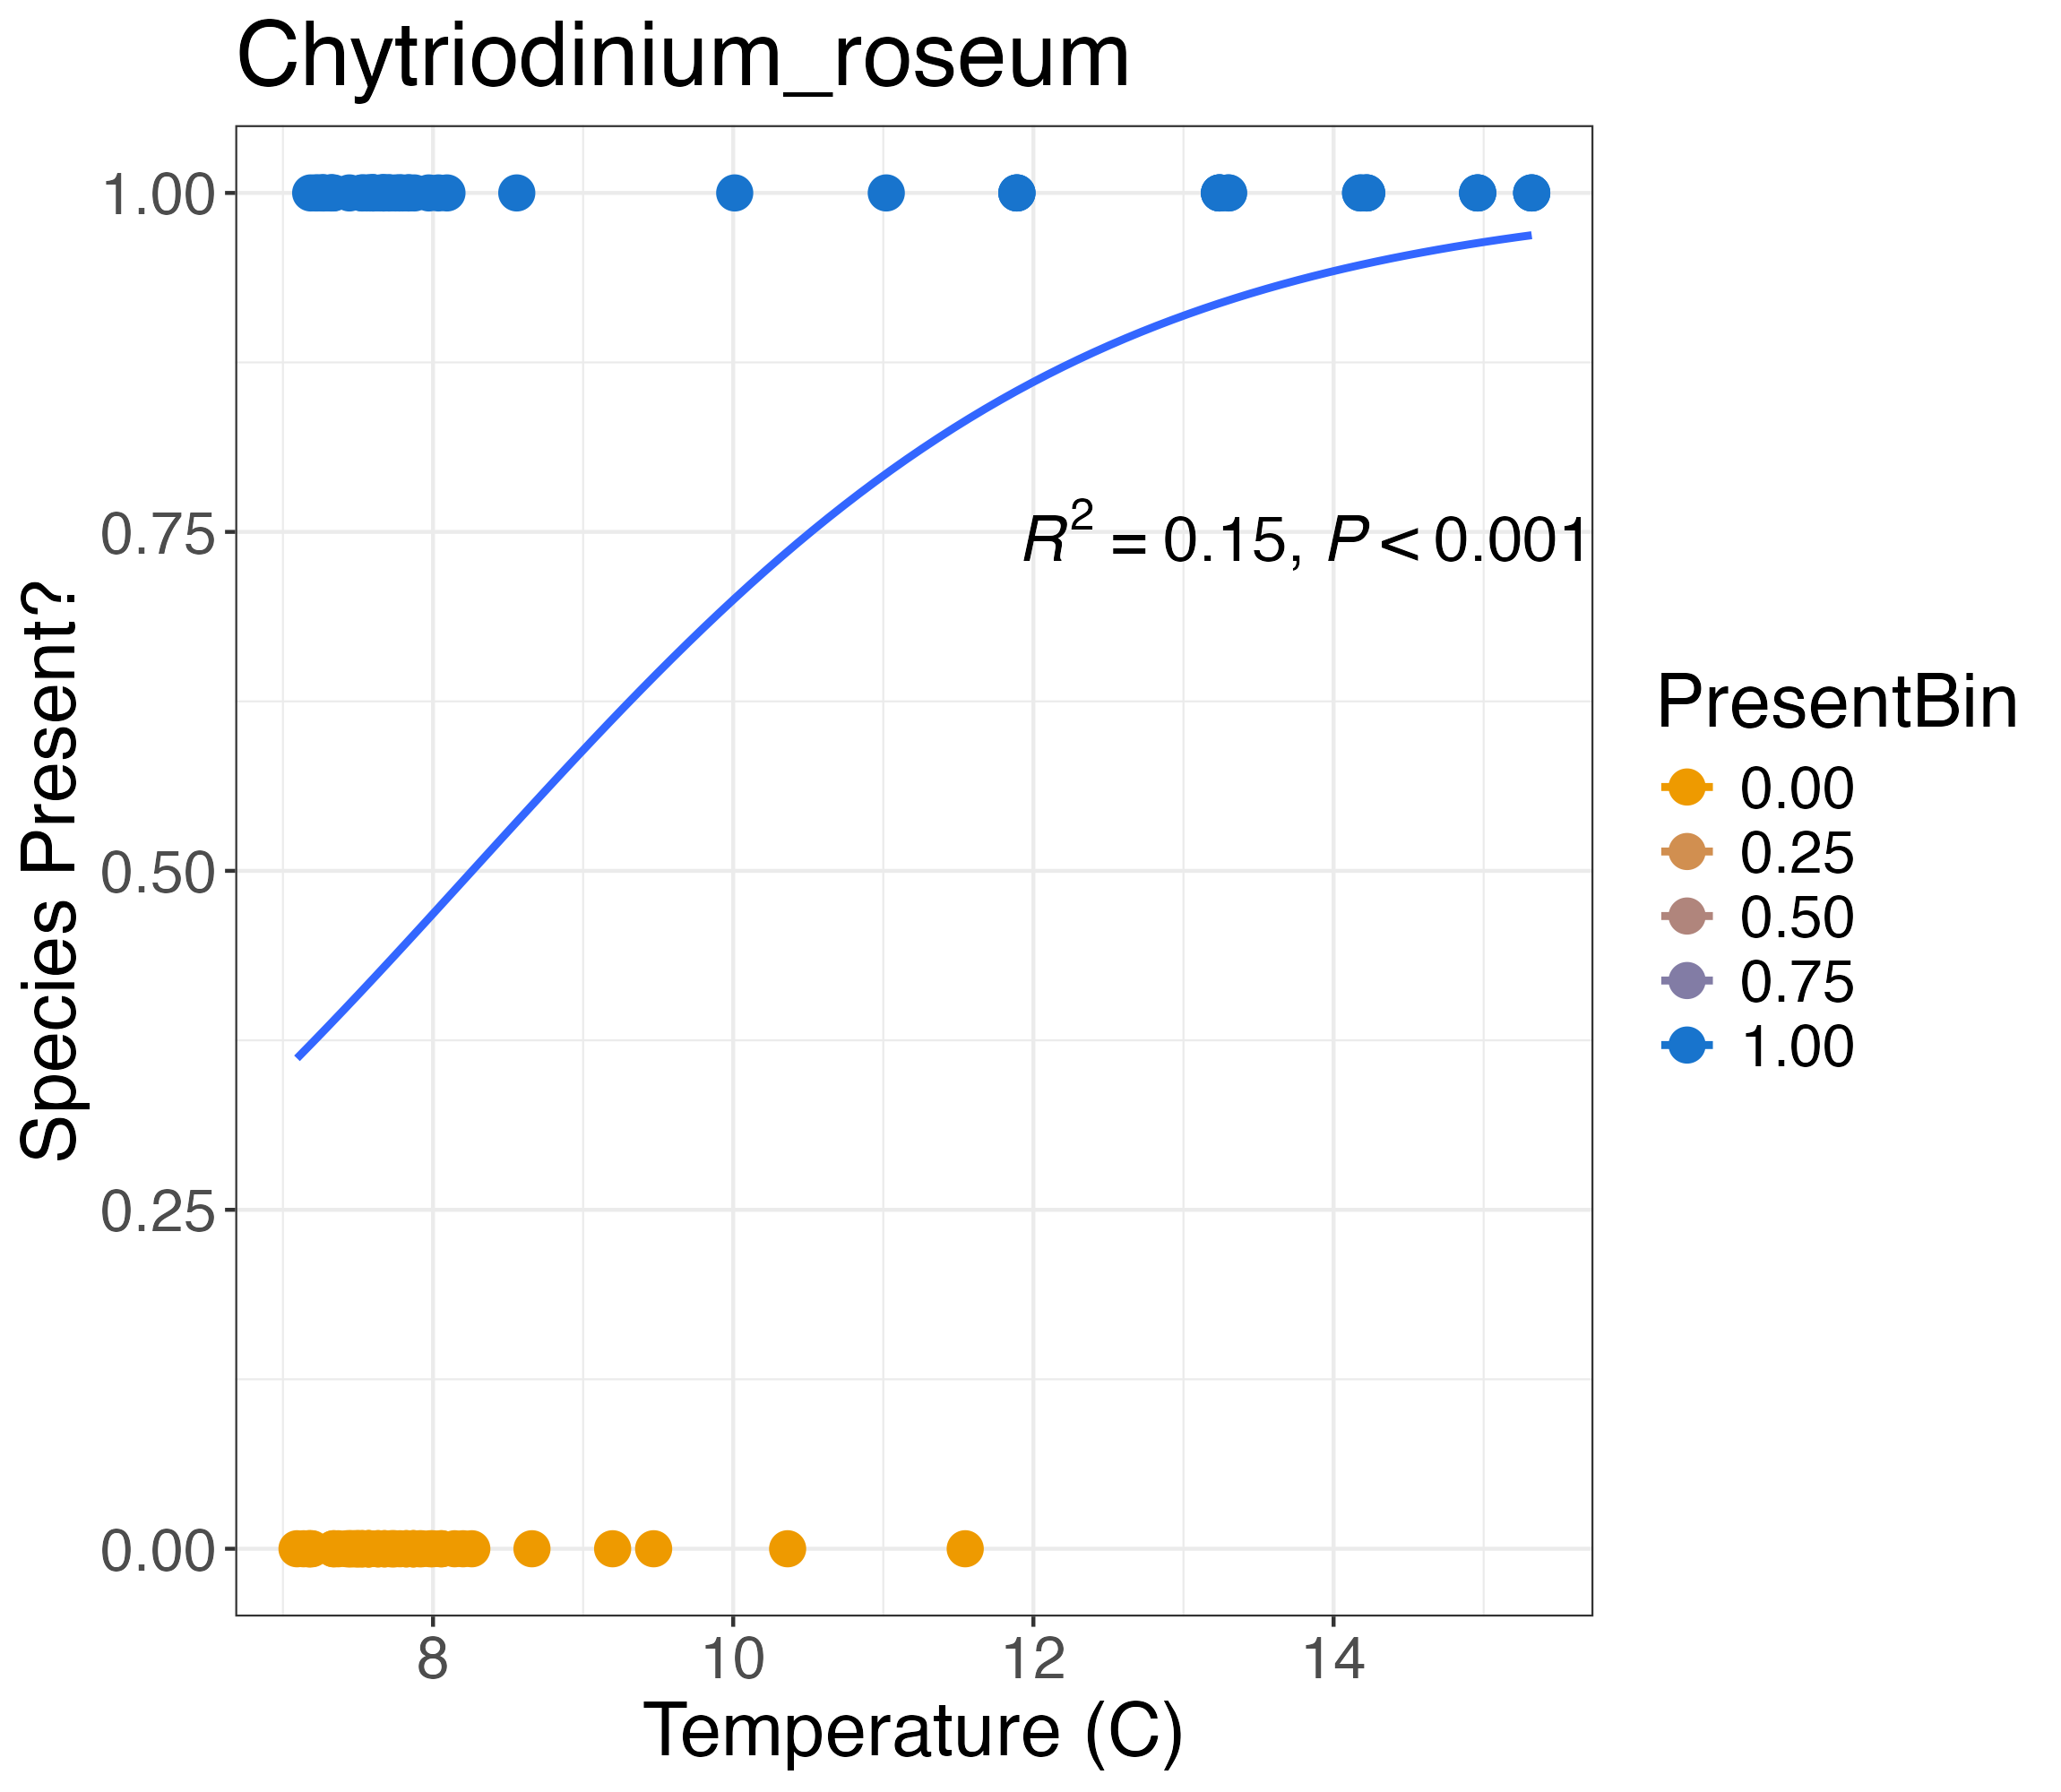 Chytriodinium_roseum
1.00
0.75
0.50
0.25
0.00
Species Present?
R² = 0.15, P < 0.001
8 10 12 14
Temperature (C)
PresentBin
0.00
0.25
0.50
0.75
1.00